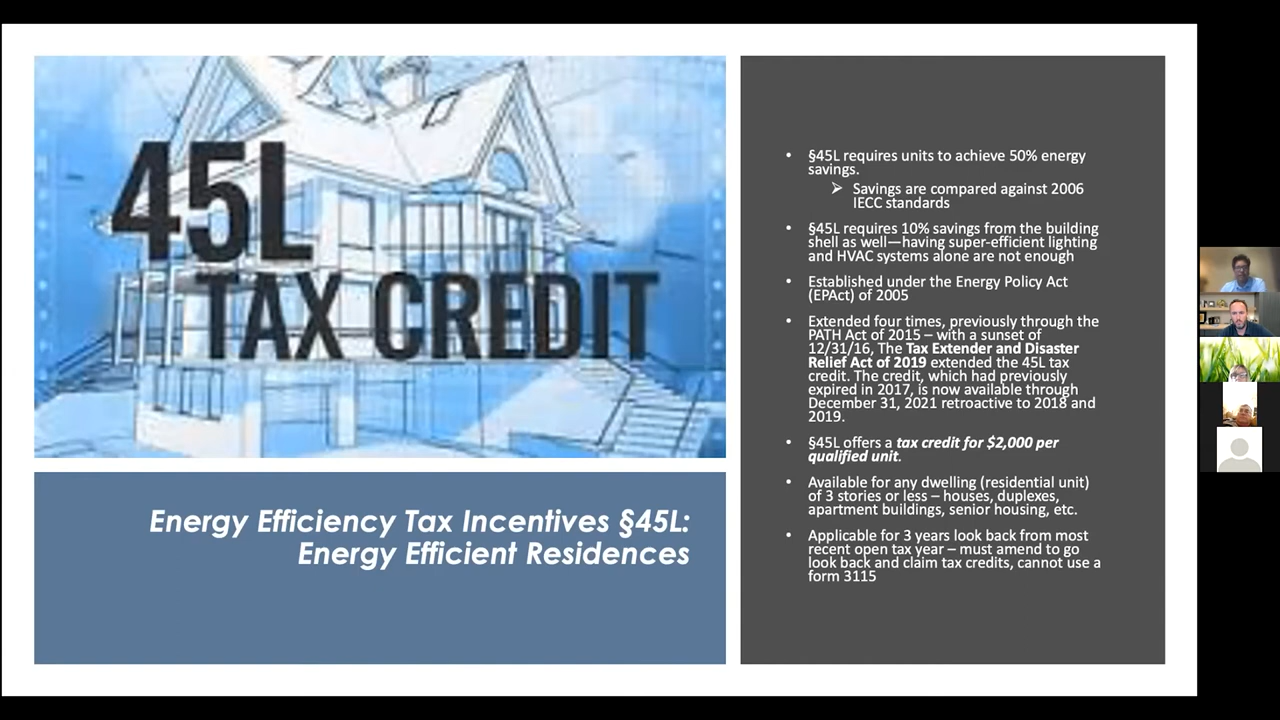 45L
TAX CREDIT
Energy Efficiency Tax Incentives §45L:
Energy Efficient Residences
• §45L requires units to achieve 50% energy
savings.
➢ Savings are compared against 2006
IECC standards
• §45L requires 10% savings from the building
shell as well—having super-efficient lighting
and HVAC systems alone are not enough
• Established under the Energy Policy Act
(EPAct) of 2005
• Extended four times, previously through the
PATH Act of 2015 – with a sunset of
12/31/16, The Tax Extender and Disaster
Relief Act of 2019 extended the 45L tax
credit. The credit, which had previously
expired in 2017, is now available through
December 31, 2021 retroactive to 2018 and
2019.
• §45L offers a tax credit for $2,000 per
qualified unit.
• Available for any dwelling (residential unit)
of 3 stories or less – houses, duplexes,
apartment buildings, senior housing, etc.
• Applicable for 3 years look back from most
recent open tax year – must amend to go
look back and claim tax credits, cannot use a
form 3115